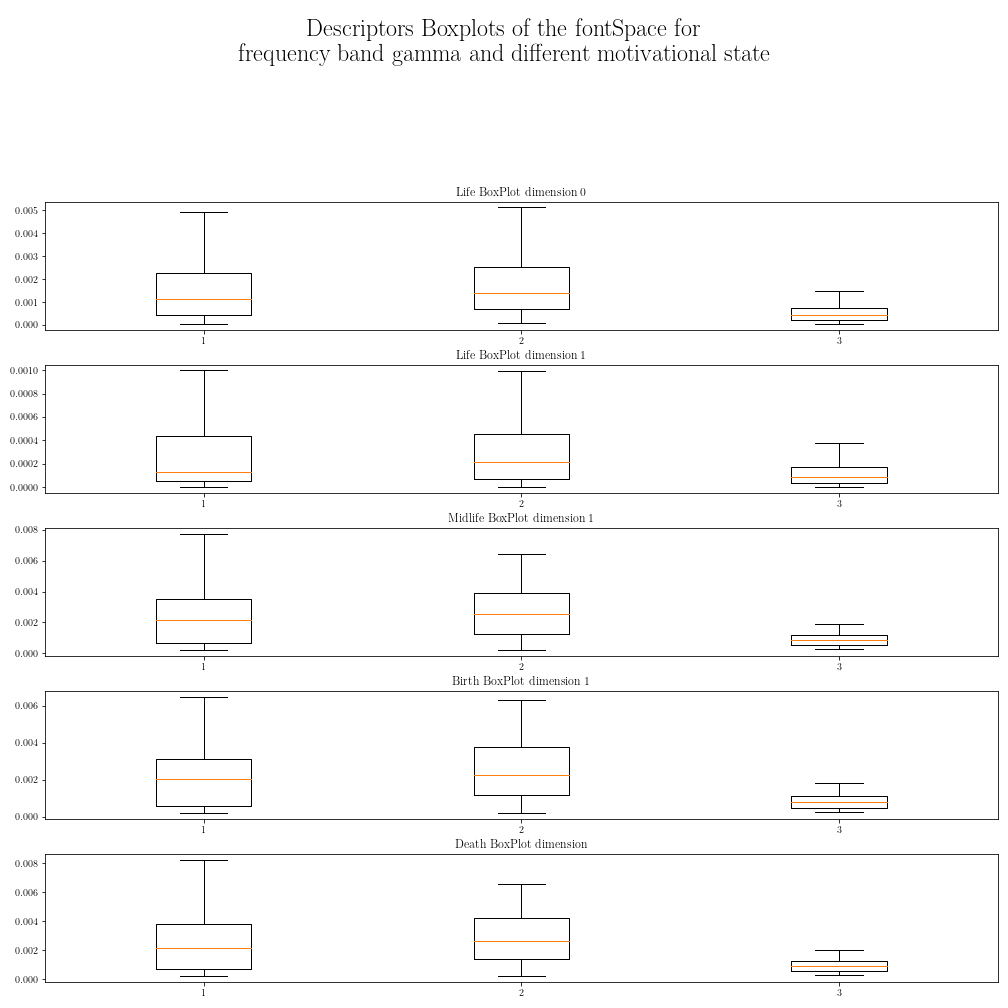 Descriptors Boxplots of the fontSpace for
frequency band gamma and different motivational state
Life BoxPlot dimension 0
0.005
0.004
0.003
0.002
0.001
0.000
1 2 3
Life BoxPlot dimension 1
0.0010
0.0008
0.0006
0.0004
0.0002
0.0000
1 2 3
Midlife BoxPlot dimension 1
0.008
0.006
0.004
0.002
0.000
1 2 3
Birth BoxPlot dimension 1
0.006
0.004
0.002
0.000
1 2 3
Death BoxPlot dimension
0.008
0.006
0.004
0.002
0.000
1 2 3